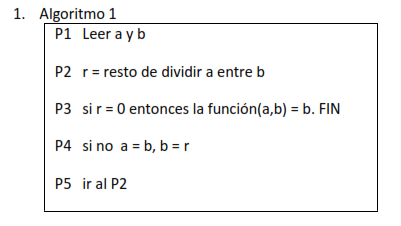 1. Algoritmo 1
P1 Leer a y b
P2 r = resto de dividir a entre b
P3 si r = 0 entonces la función(a,b) = b. FIN
P4 si no a = b, b = r
P5 ir al P2